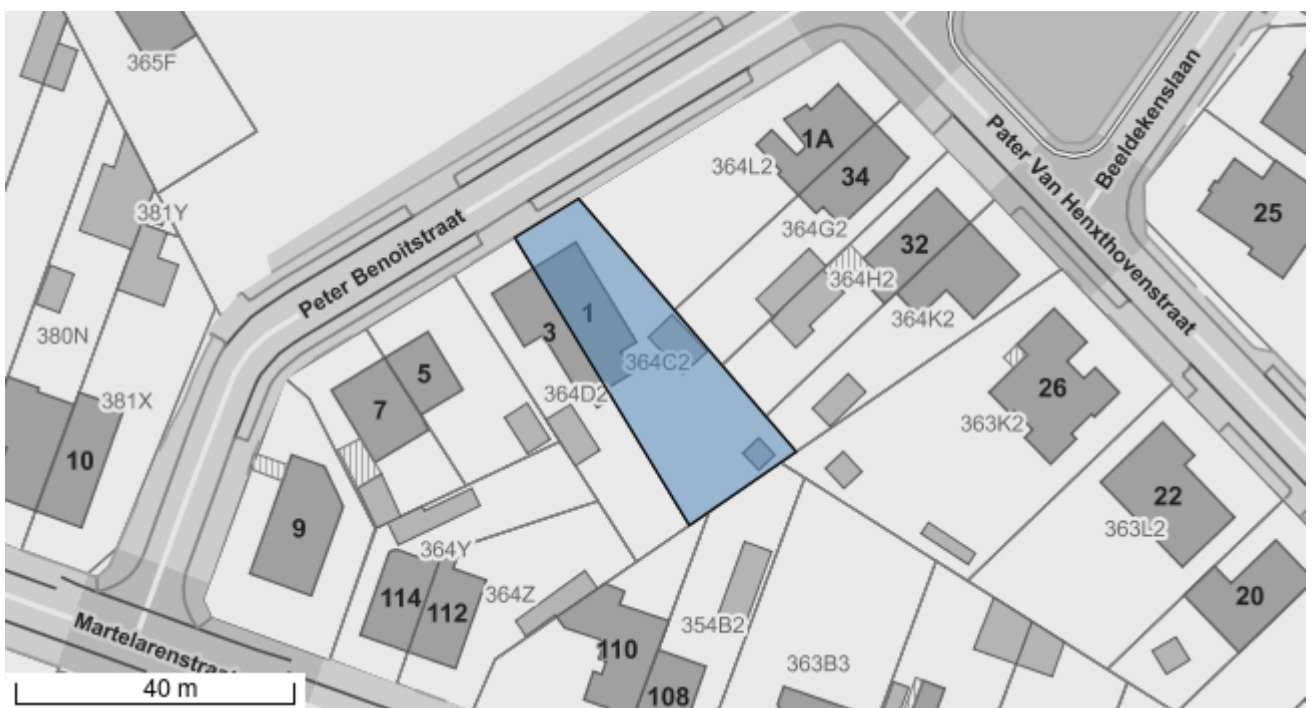 365F
381Y
380N
381X
10
Peter Benoitstraat
1A
364L2
34
364G2
32
364H2
364K2
Pater Van Henxthovenstraat
Beeldekenslaan
25
1
3
364C2
364D2
5
7
9
26
363K2
22
363L2
20
364Y
364Z
114
112
110
108
354B2
363B3
Martelarenstraat
40 m